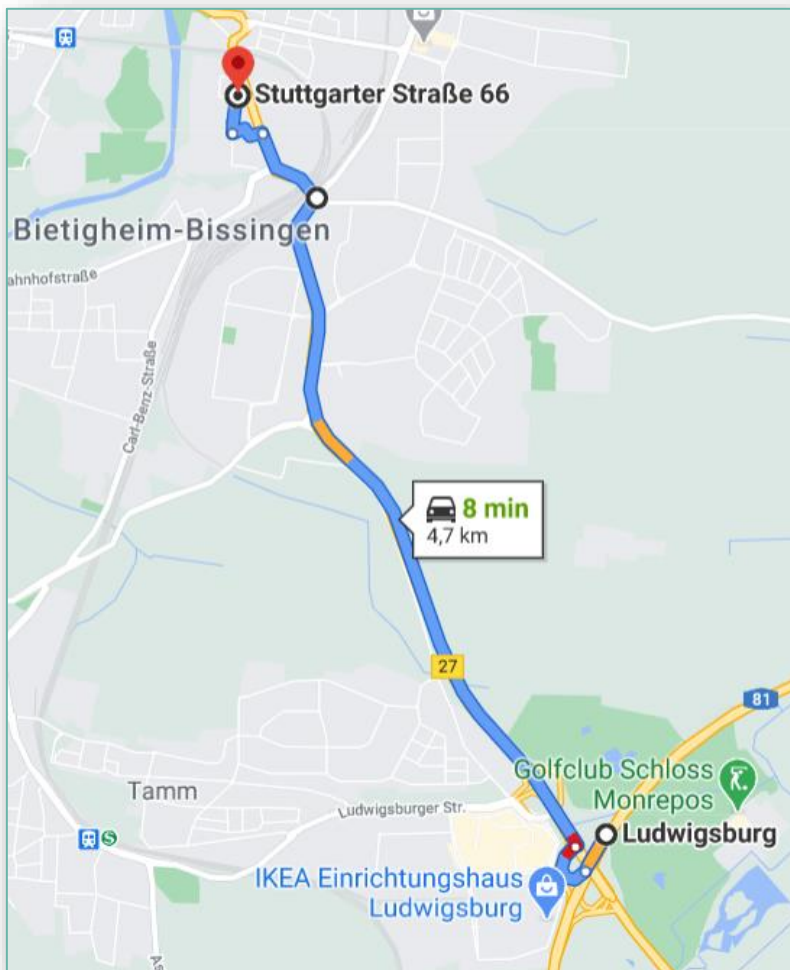 Stuttgarter Straße 66
Bietigheim-Bissingen
ahnhofstraße
Carl-Benz-Straße
8 min
4,7 km
27
81
Golfclub Schloss
Monrepos
Tamm
Ludwigsburger Str.
Ludwigsburg
S
IKEA Einrichtungshaus
Ludwigsburg
As